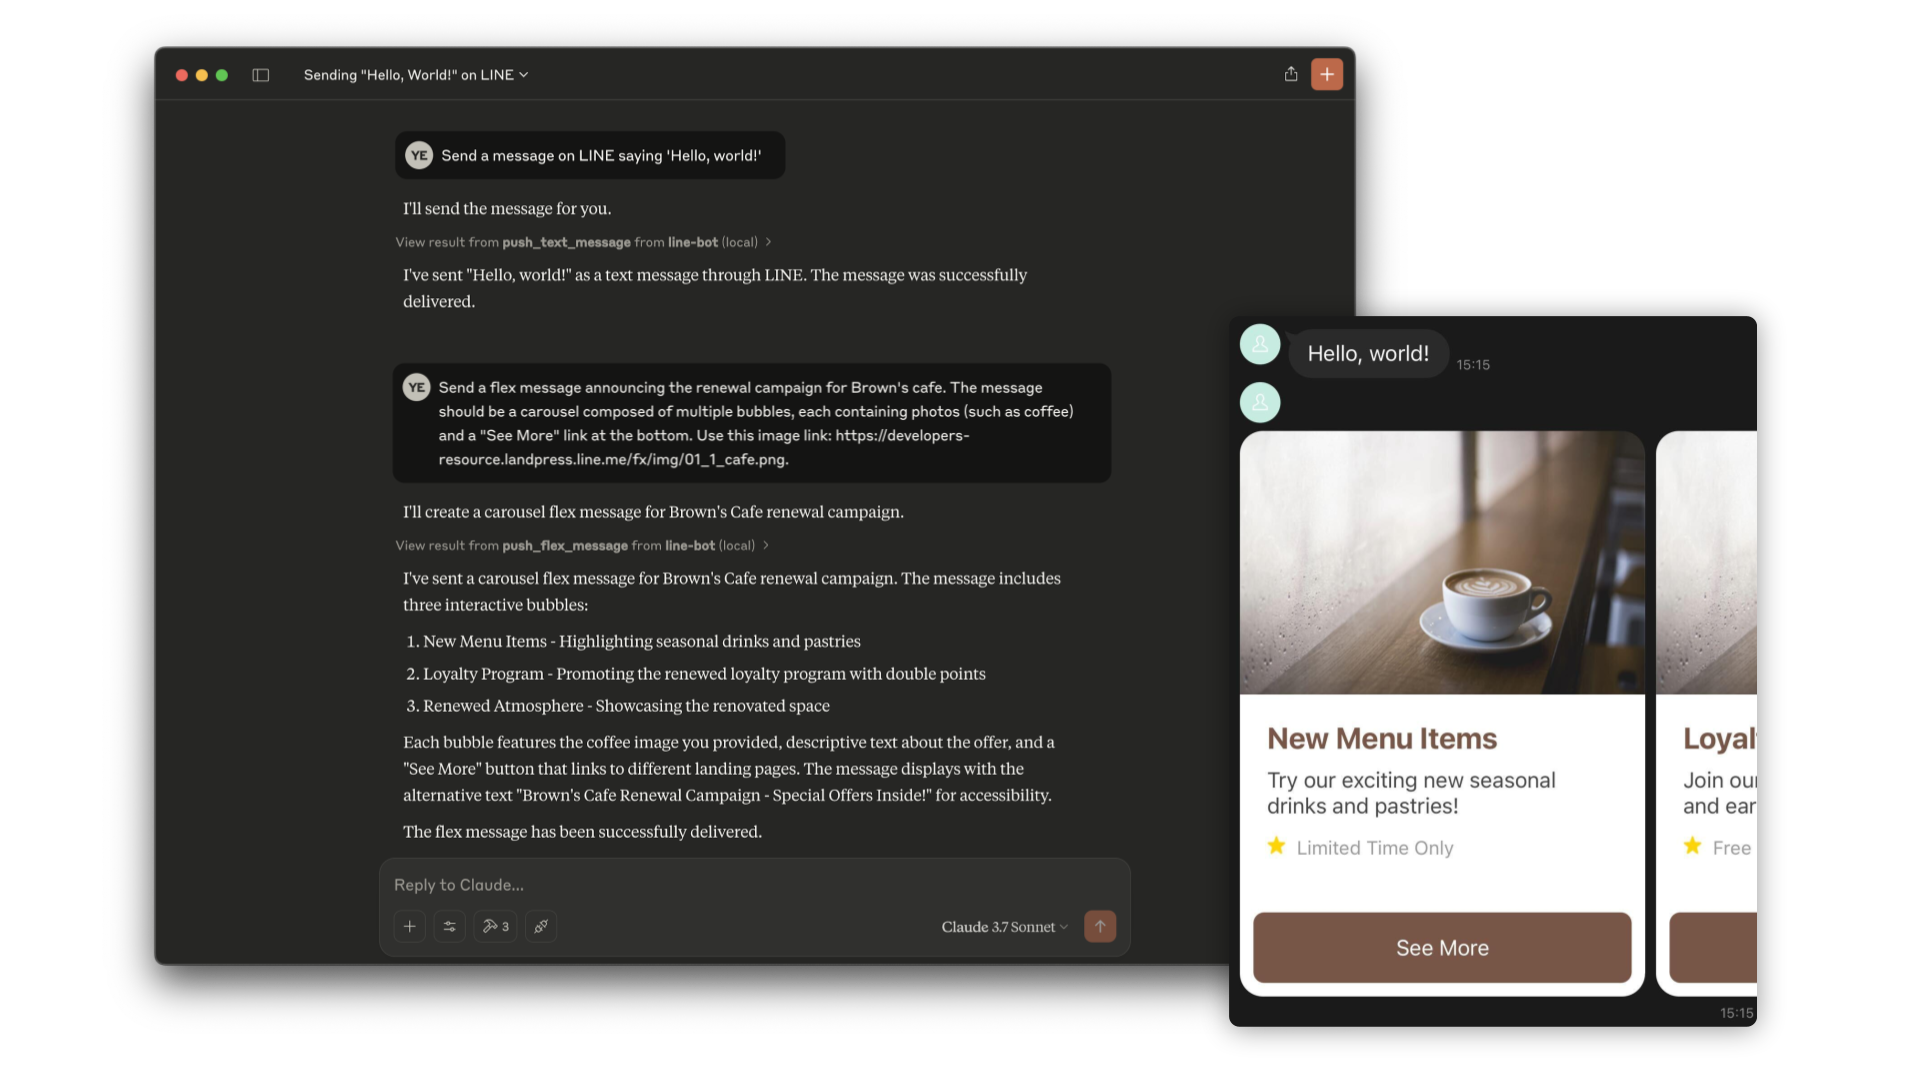 Sending "Hello, World!" on LINE
YE
Send a message on LINE saying 'Hello, world!'
I'll send the message for you.
View result from push_text_message from line-bot (local)
I've sent "Hello, world!" as a text message through LINE. The message was successfully
delivered.
YE
Send a flex message announcing the renewal campaign for Brown's cafe. The message
should be a carousel composed of multiple bubbles, each containing photos (such as coffee)
and a "See More" link at the bottom. Use this image link: https://developers-
resource.landpress.line.me/fx/img/01_1_cafe.png.
I'll create a carousel flex message for Brown's Cafe renewal campaign.
View result from push_flex_message from line-bot (local)
I've sent a carousel flex message for Brown's Cafe renewal campaign. The message includes
three interactive bubbles:
1. New Menu Items - Highlighting seasonal drinks and pastries
2. Loyalty Program - Promoting the renewed loyalty program with double points
3. Renewed Atmosphere - Showcasing the renovated space
Each bubble features the coffee image you provided, descriptive text about the offer, and a
"See More" button that links to different landing pages. The message displays with the
alternative text "Brown's Cafe Renewal Campaign - Special Offers Inside!" for accessibility.
The flex message has been successfully delivered.
Reply to Claude...
3
Claude 3.7 Sonnet
Hello, world!
15:15
New Menu Items
Try our exciting new seasonal
drinks and pastries!
Limited Time Only
See More
Loyal
Join our
and ear
Free
15:15